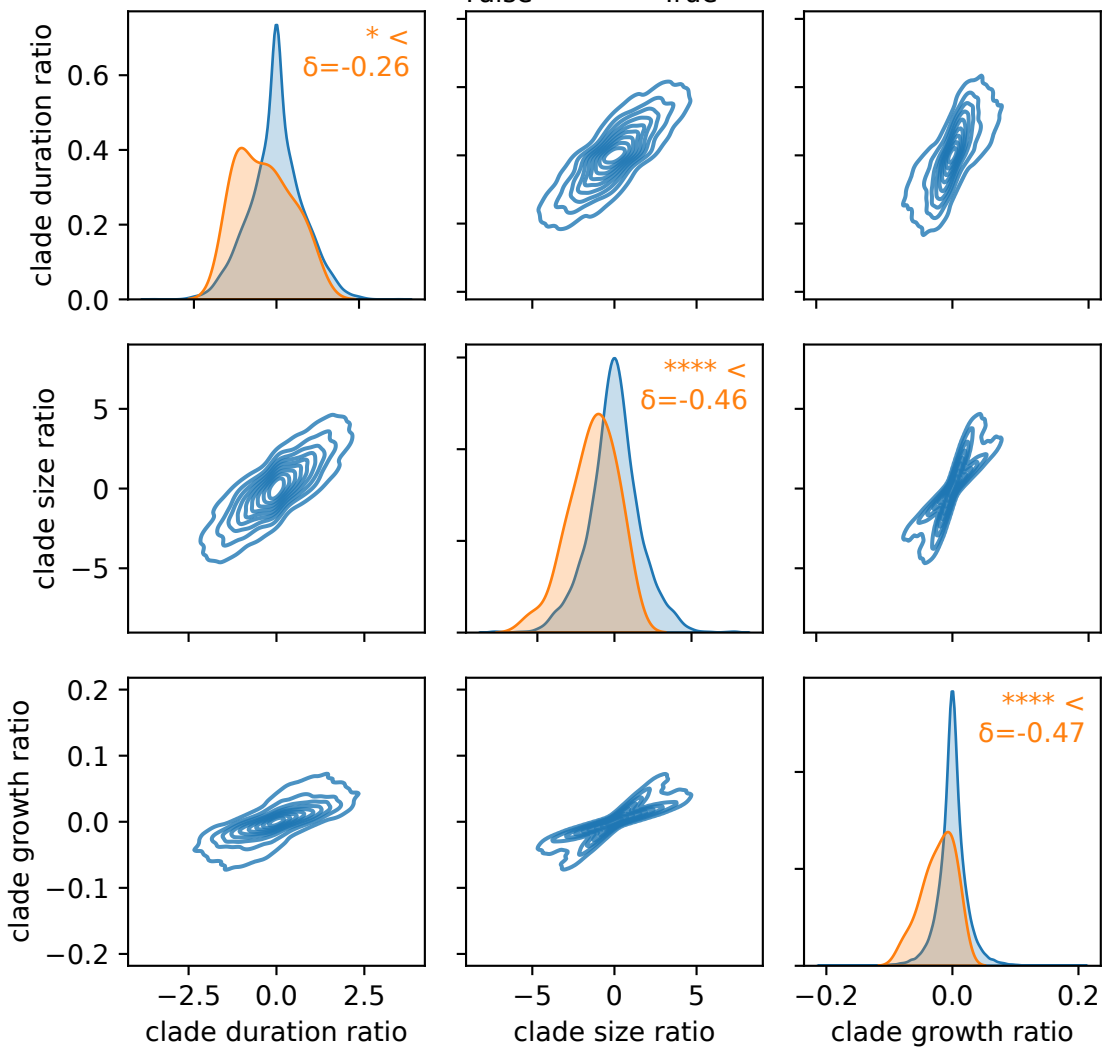 clade duration ratio
0.6
0.4
0.2
0.0
* <
δ=-0.26
clade size ratio
5
0
−5
**** <
δ=-0.46
clade growth ratio
0.2
0.1
0.0
−0.1
−0.2
**** <
δ=-0.47
−2.5 0.0 2.5
−5 0 5
−0.2 0.0 0.2
clade duration ratio
clade size ratio
clade growth ratio